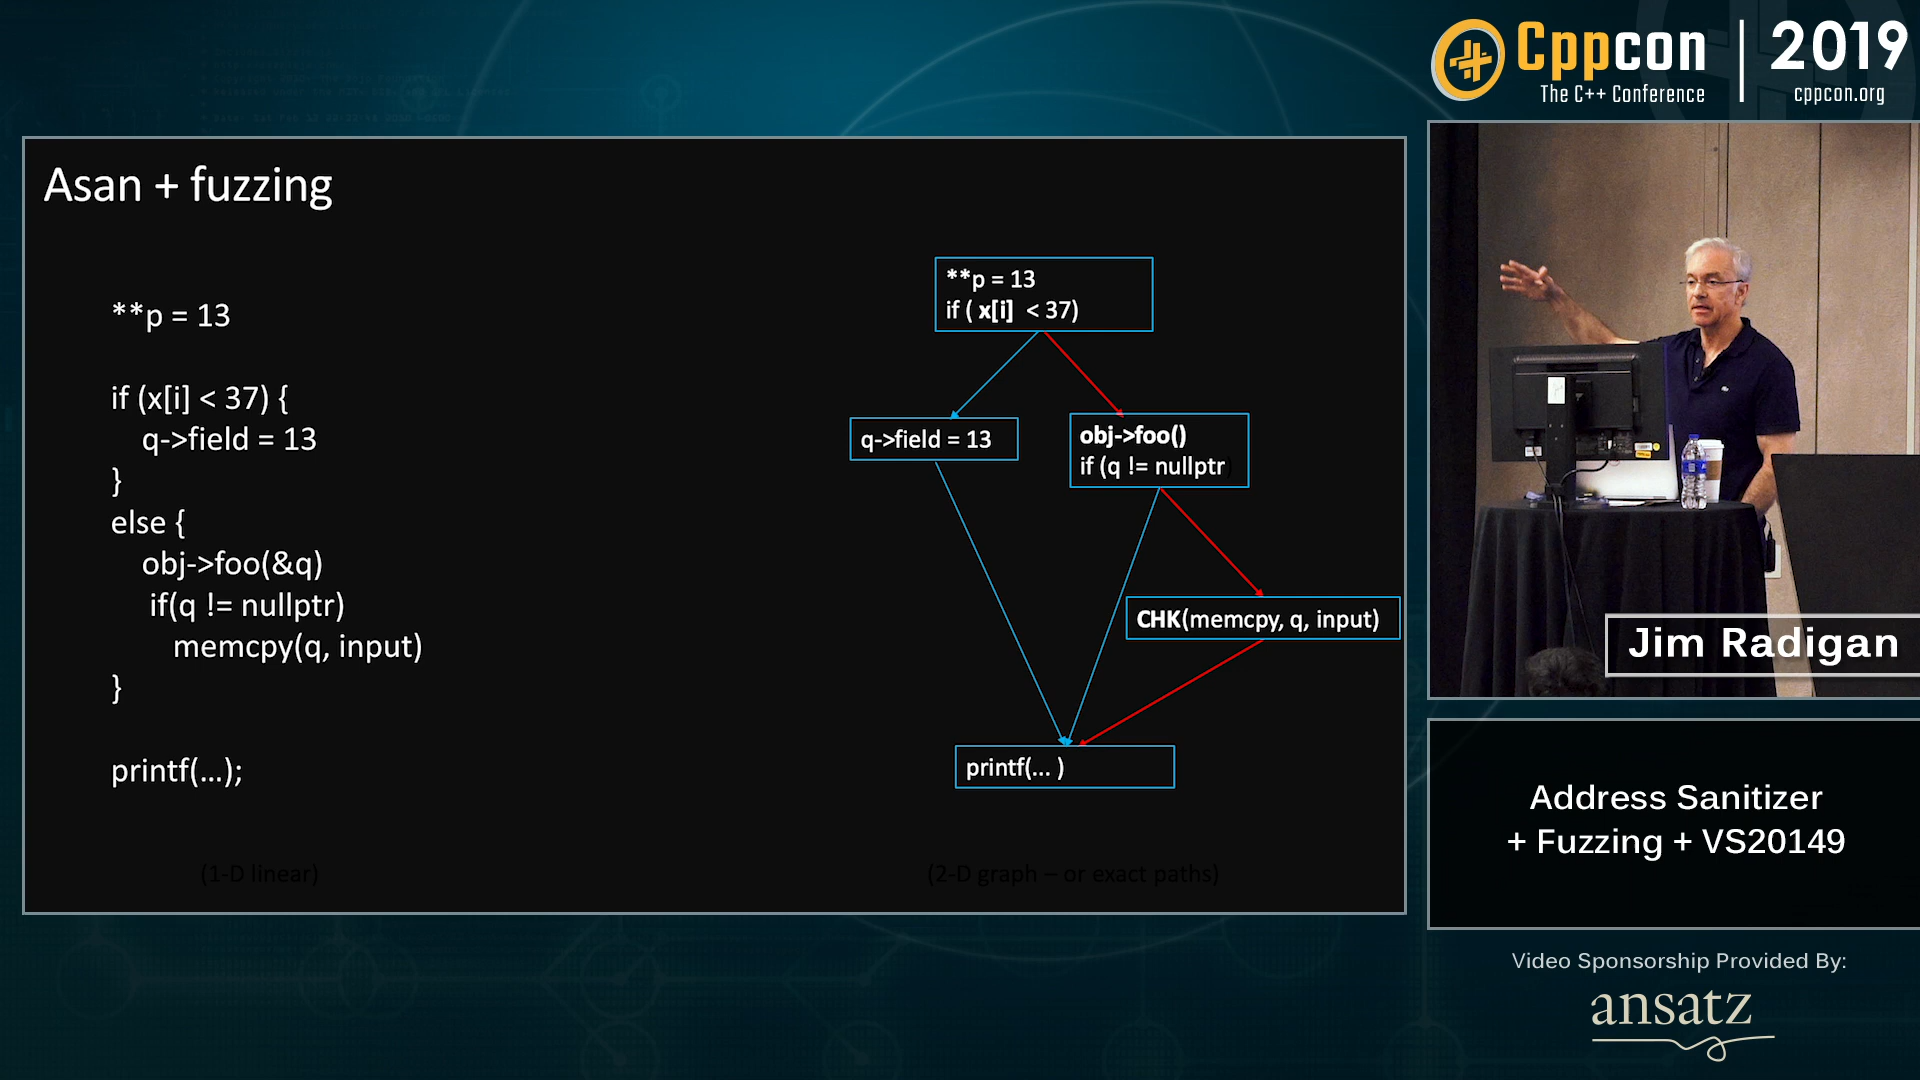 Cppcon
The C++ Conference
2019
cppcon.org
Asan + fuzzing
**p = 13
if (x[i] < 37) {
q->field = 13
}
else {
obj->foo(&q)
if(q != nullptr)
memcpy(q, input)
}
printf(...);
(1-D linear)
**p = 13
if ( x[i] < 37)
q->field = 13
obj->foo()
if (q != nullptr
CHK(memcpy, q, input)
printf(... )
(2-D graph – or exact paths)
Jim Radigan
Address Sanitizer
+ Fuzzing + VS20149
Video Sponsorship Provided By:
ansatz